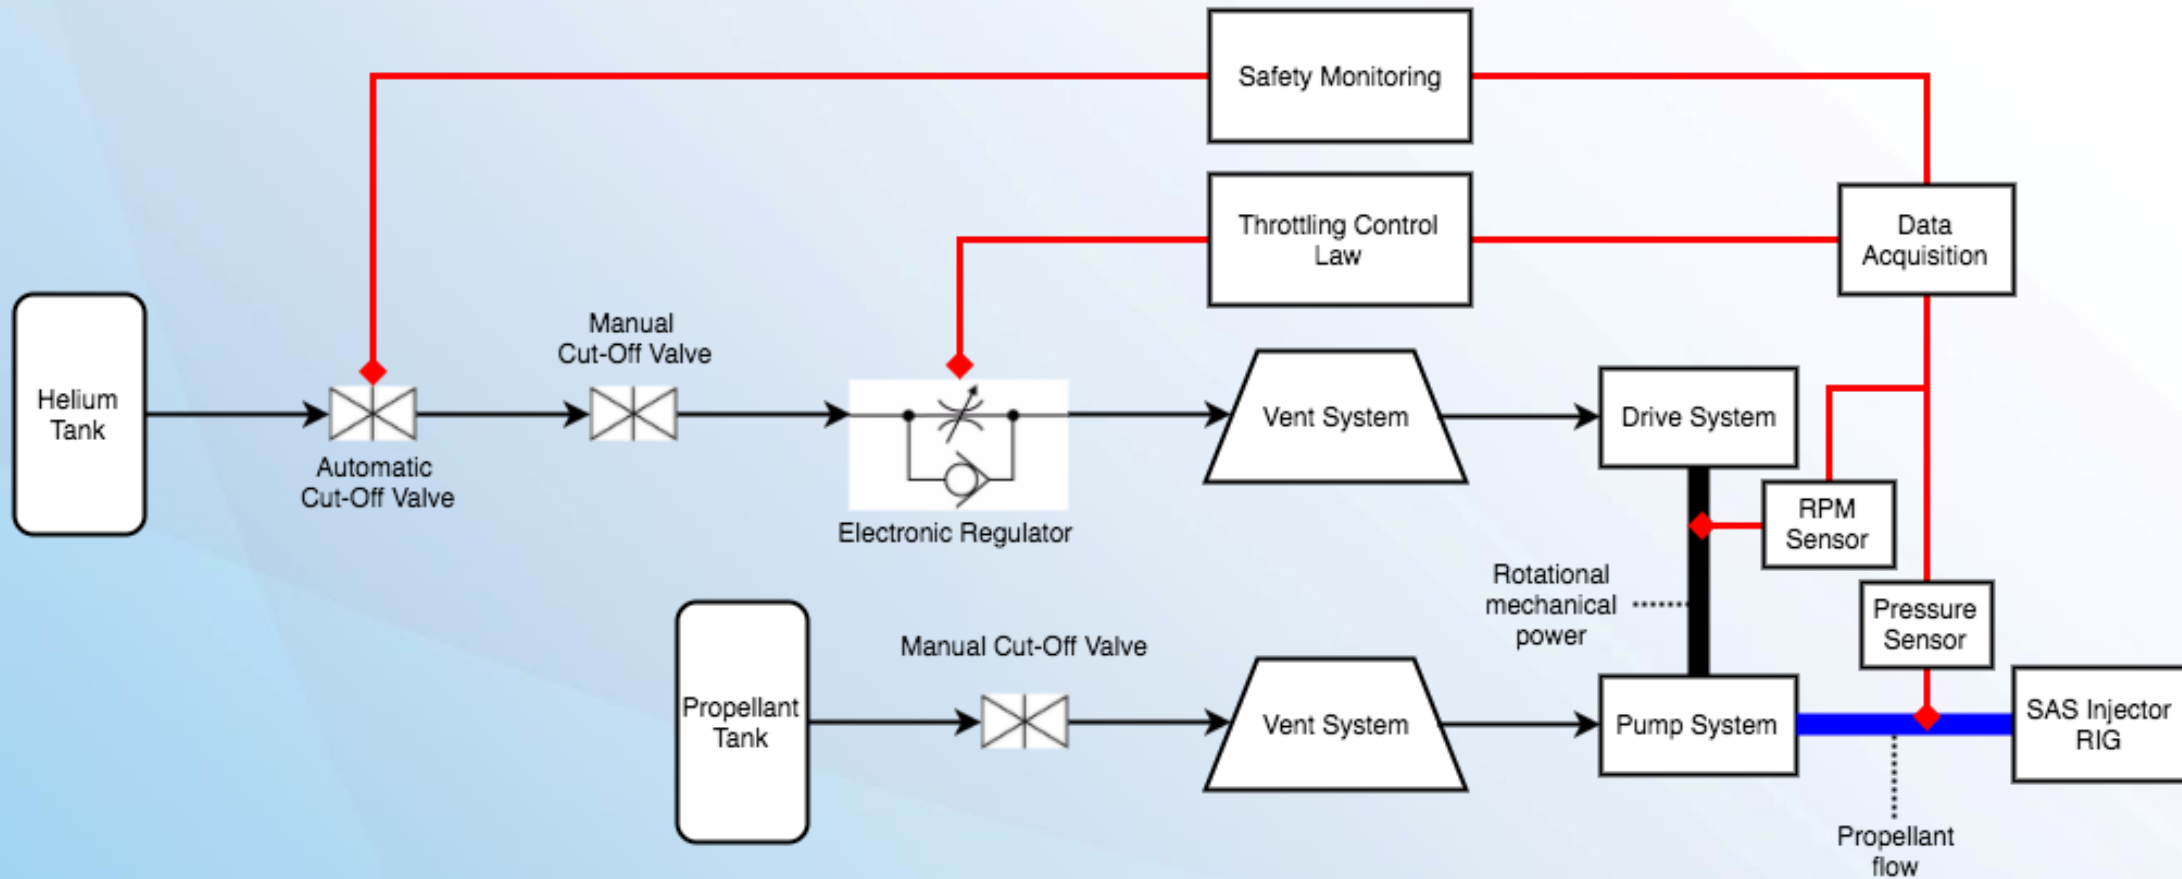 Safety Monitoring
Throttling Control
Law
Data
Acquisition
Manual
Cut-Off Valve
Helium
Tank
Automatic
Cut-Off Valve
Electronic Regulator
Vent System
Drive System
RPM
Sensor
Rotational
mechanical
power
Pressure
Sensor
Propellant
Tank
Manual Cut-Off Valve
Vent System
Pump System
SAS Injector
RIG
Propellant
flow